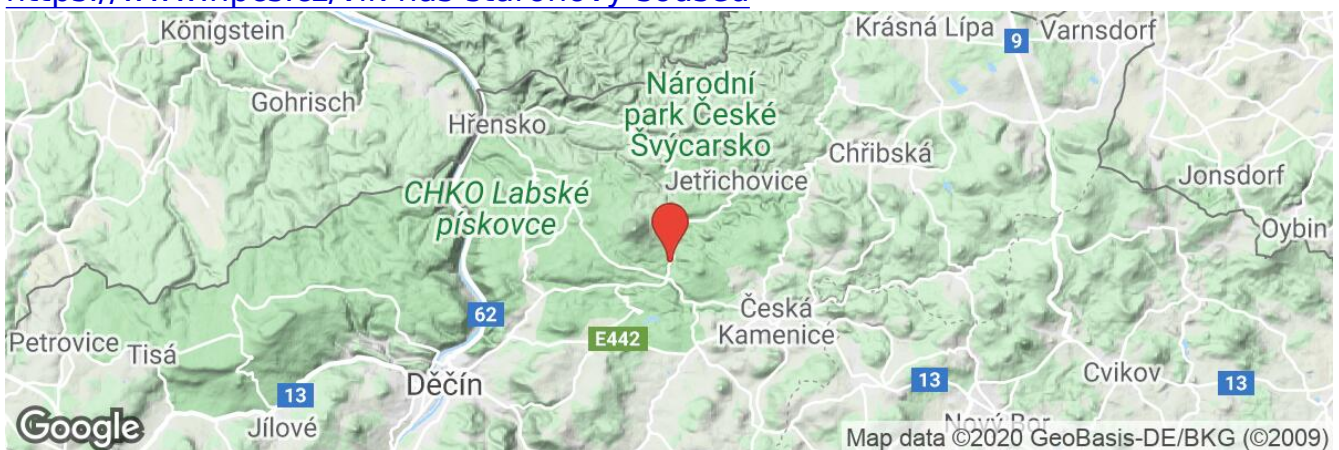 Königstein
Krásná Lípa
9
Varnsdorf
Národní
park České
Švýcarsko
Gohrisch
Hřensko
Chřibská
CHKO Labské
pískovce
Jetřichovice
Jonsdorf
Oybin
62
Česká
Kamenice
E442
Petrovice
Tisá
Děčín
13
13
Cvikov
13
Jílové
Nový Bor
Google
Map data ©2020 GeoBasis-DE/BKG (©2009)